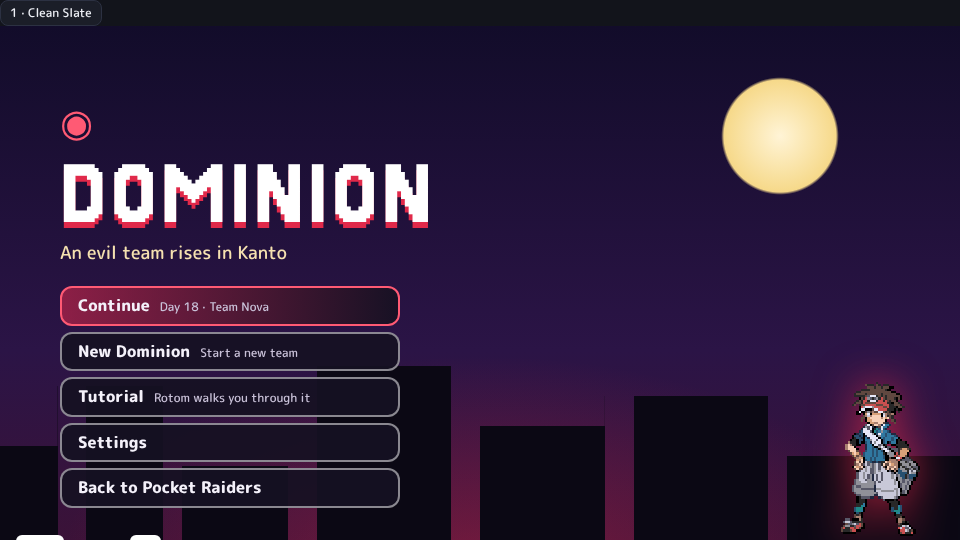 1 · Clean Slate
DOMINION
An evil team rises in Kanto
Continue Day 18 · Team Nova
New Dominion Start a new team
Tutorial Rotom walks you through it
Settings
Back to Pocket Raiders